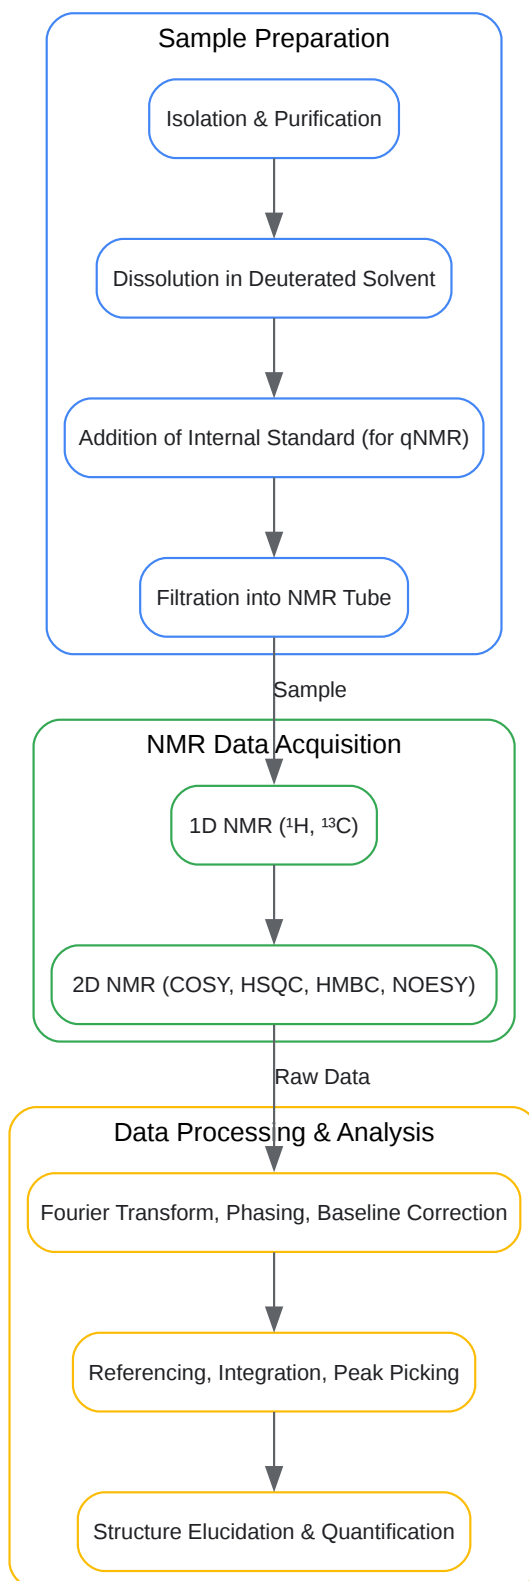 Sample Preparation
Isolation & Purification
Dissolution in Deuterated Solvent
Addition of Internal Standard (for qNMR)
Filtration into NMR Tube
Sample
NMR Data Acquisition
1D NMR (¹H, ¹³C)
2D NMR (COSY, HSQC, HMBC, NOESY)
Raw Data
Data Processing & Analysis
Fourier Transform, Phasing, Baseline Correction
Referencing, Integration, Peak Picking
Structure Elucidation & Quantification